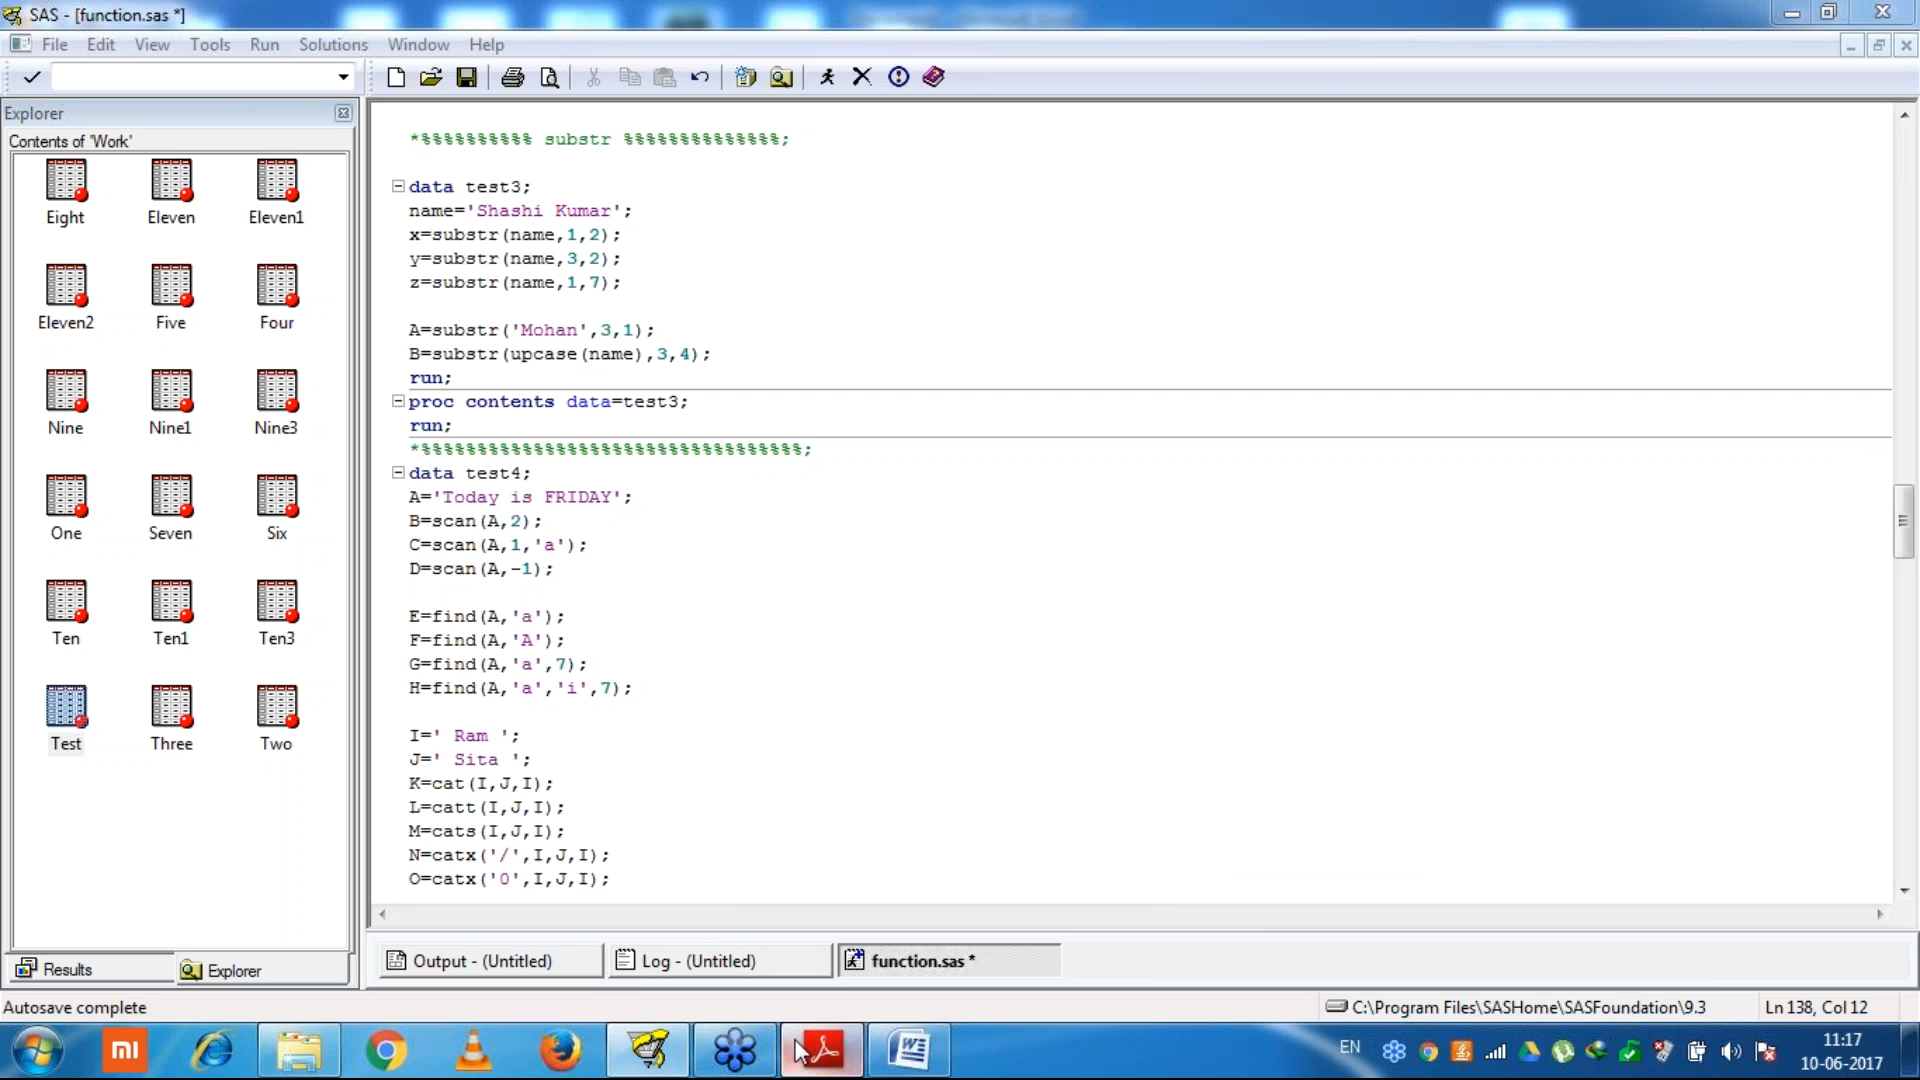 SAS - [function.sas *]
File Edit View Tools Run Solutions Window Help
Explorer
Contents of 'Work'
Eight Eleven Eleven1
Eleven2 Five Four
Nine Nine1 Nine3
One Seven Six
Ten Ten1 Ten3
Test Three Two
*%%%%%%%%%% substr %%%%%%%%%%%%%%;
data test3;
name='Shashi Kumar';
x=substr(name,1,2);
y=substr(name,3,2);
z=substr(name,1,7);
A=substr('Mohan',3,1);
B=substr(upcase(name),3,4);
run;
proc contents data=test3;
run;
*%%%%%%%%%%%%%%%%%%%%%%%%%%%%%%%%%%;
data test4;
A='Today is FRIDAY';
B=scan(A,2);
C=scan(A,1,'a');
D=scan(A,-1);
E=find(A,'a');
F=find(A,'A');
G=find(A,'a',7);
H=find(A,'a','i',7);
I=' Ram ';
J=' Sita ';
K=cat(I,J,I);
L=catt(I,J,I);
M=cats(I,J,I);
N=catx('/',I,J,I);
O=catx('0',I,J,I);
Results Explorer
Output - (Untitled) Log - (Untitled) function.sas *
Autosave complete
C:\Program Files\SASHome\SASFoundation\9.3
Ln 138, Col 12
mi
EN
11:17
10-06-2017